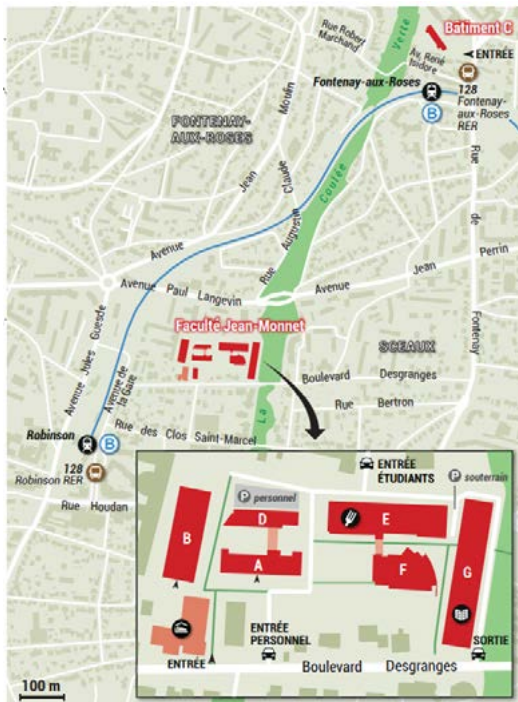 Rue Robert
Marchand
Verte
Bâtiment C
ENTRÉE
Av. René
Isidore
Fontenay-aux-Roses
B
128
Fontenay-
aux-Roses
RER
FONTENAY-
AUX-ROSES
Jean
Moulin
Claude
Coulée
Rue
de
Fontenay
Avenue
Rue Augustin
Avenue Jean Perrin
Avenue Paul Langevin
Faculté Jean-Monnet
SCEAUX
Avenue Jules Guesde
Avenue de
la Gare
Boulevard Desgranges
La
Rue Bertron
Robinson
B
Rue des Clos Saint-Marcel
128
Robinson RER
Rue Houdan
ENTRÉE
ÉTUDIANTS
P souterrain
P personnel
B
D
E
A
F
G
ENTRÉE
PERSONNEL
SORTIE
ENTRÉE
Boulevard Desgranges
100 m